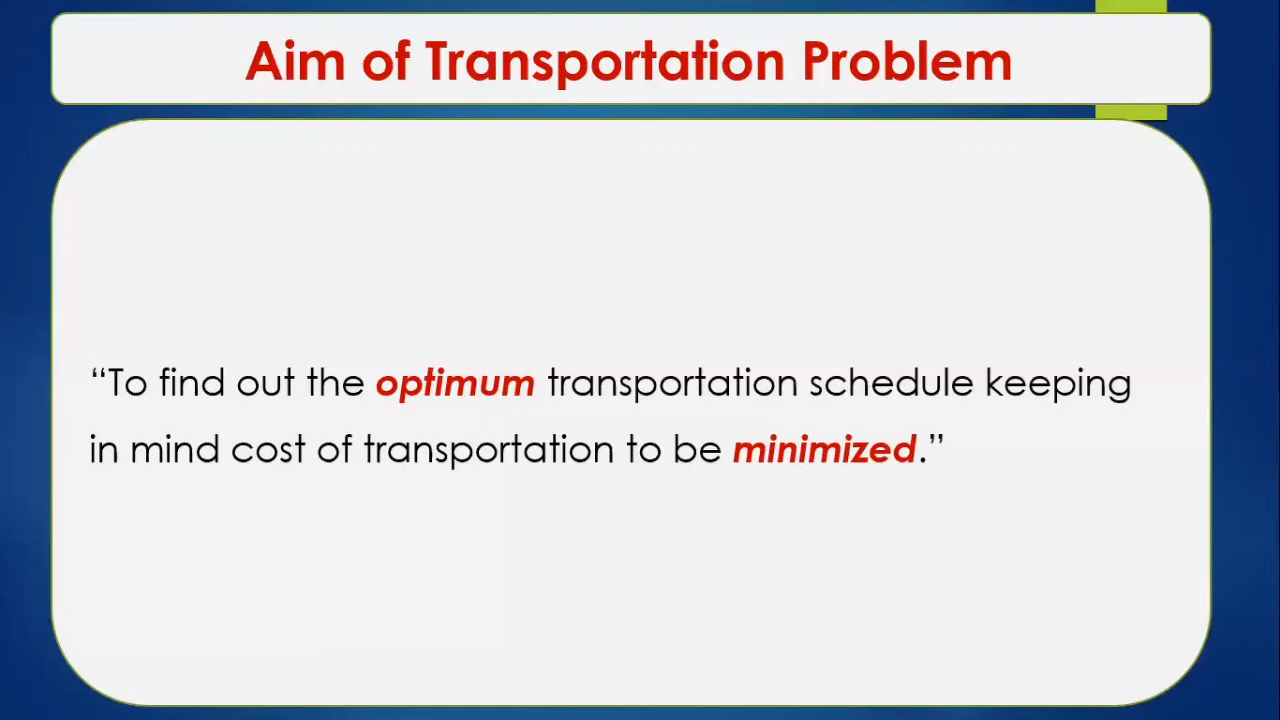 Aim of Transportation Problem
“To find out the optimum transportation schedule keeping
in mind cost of transportation to be minimized.”